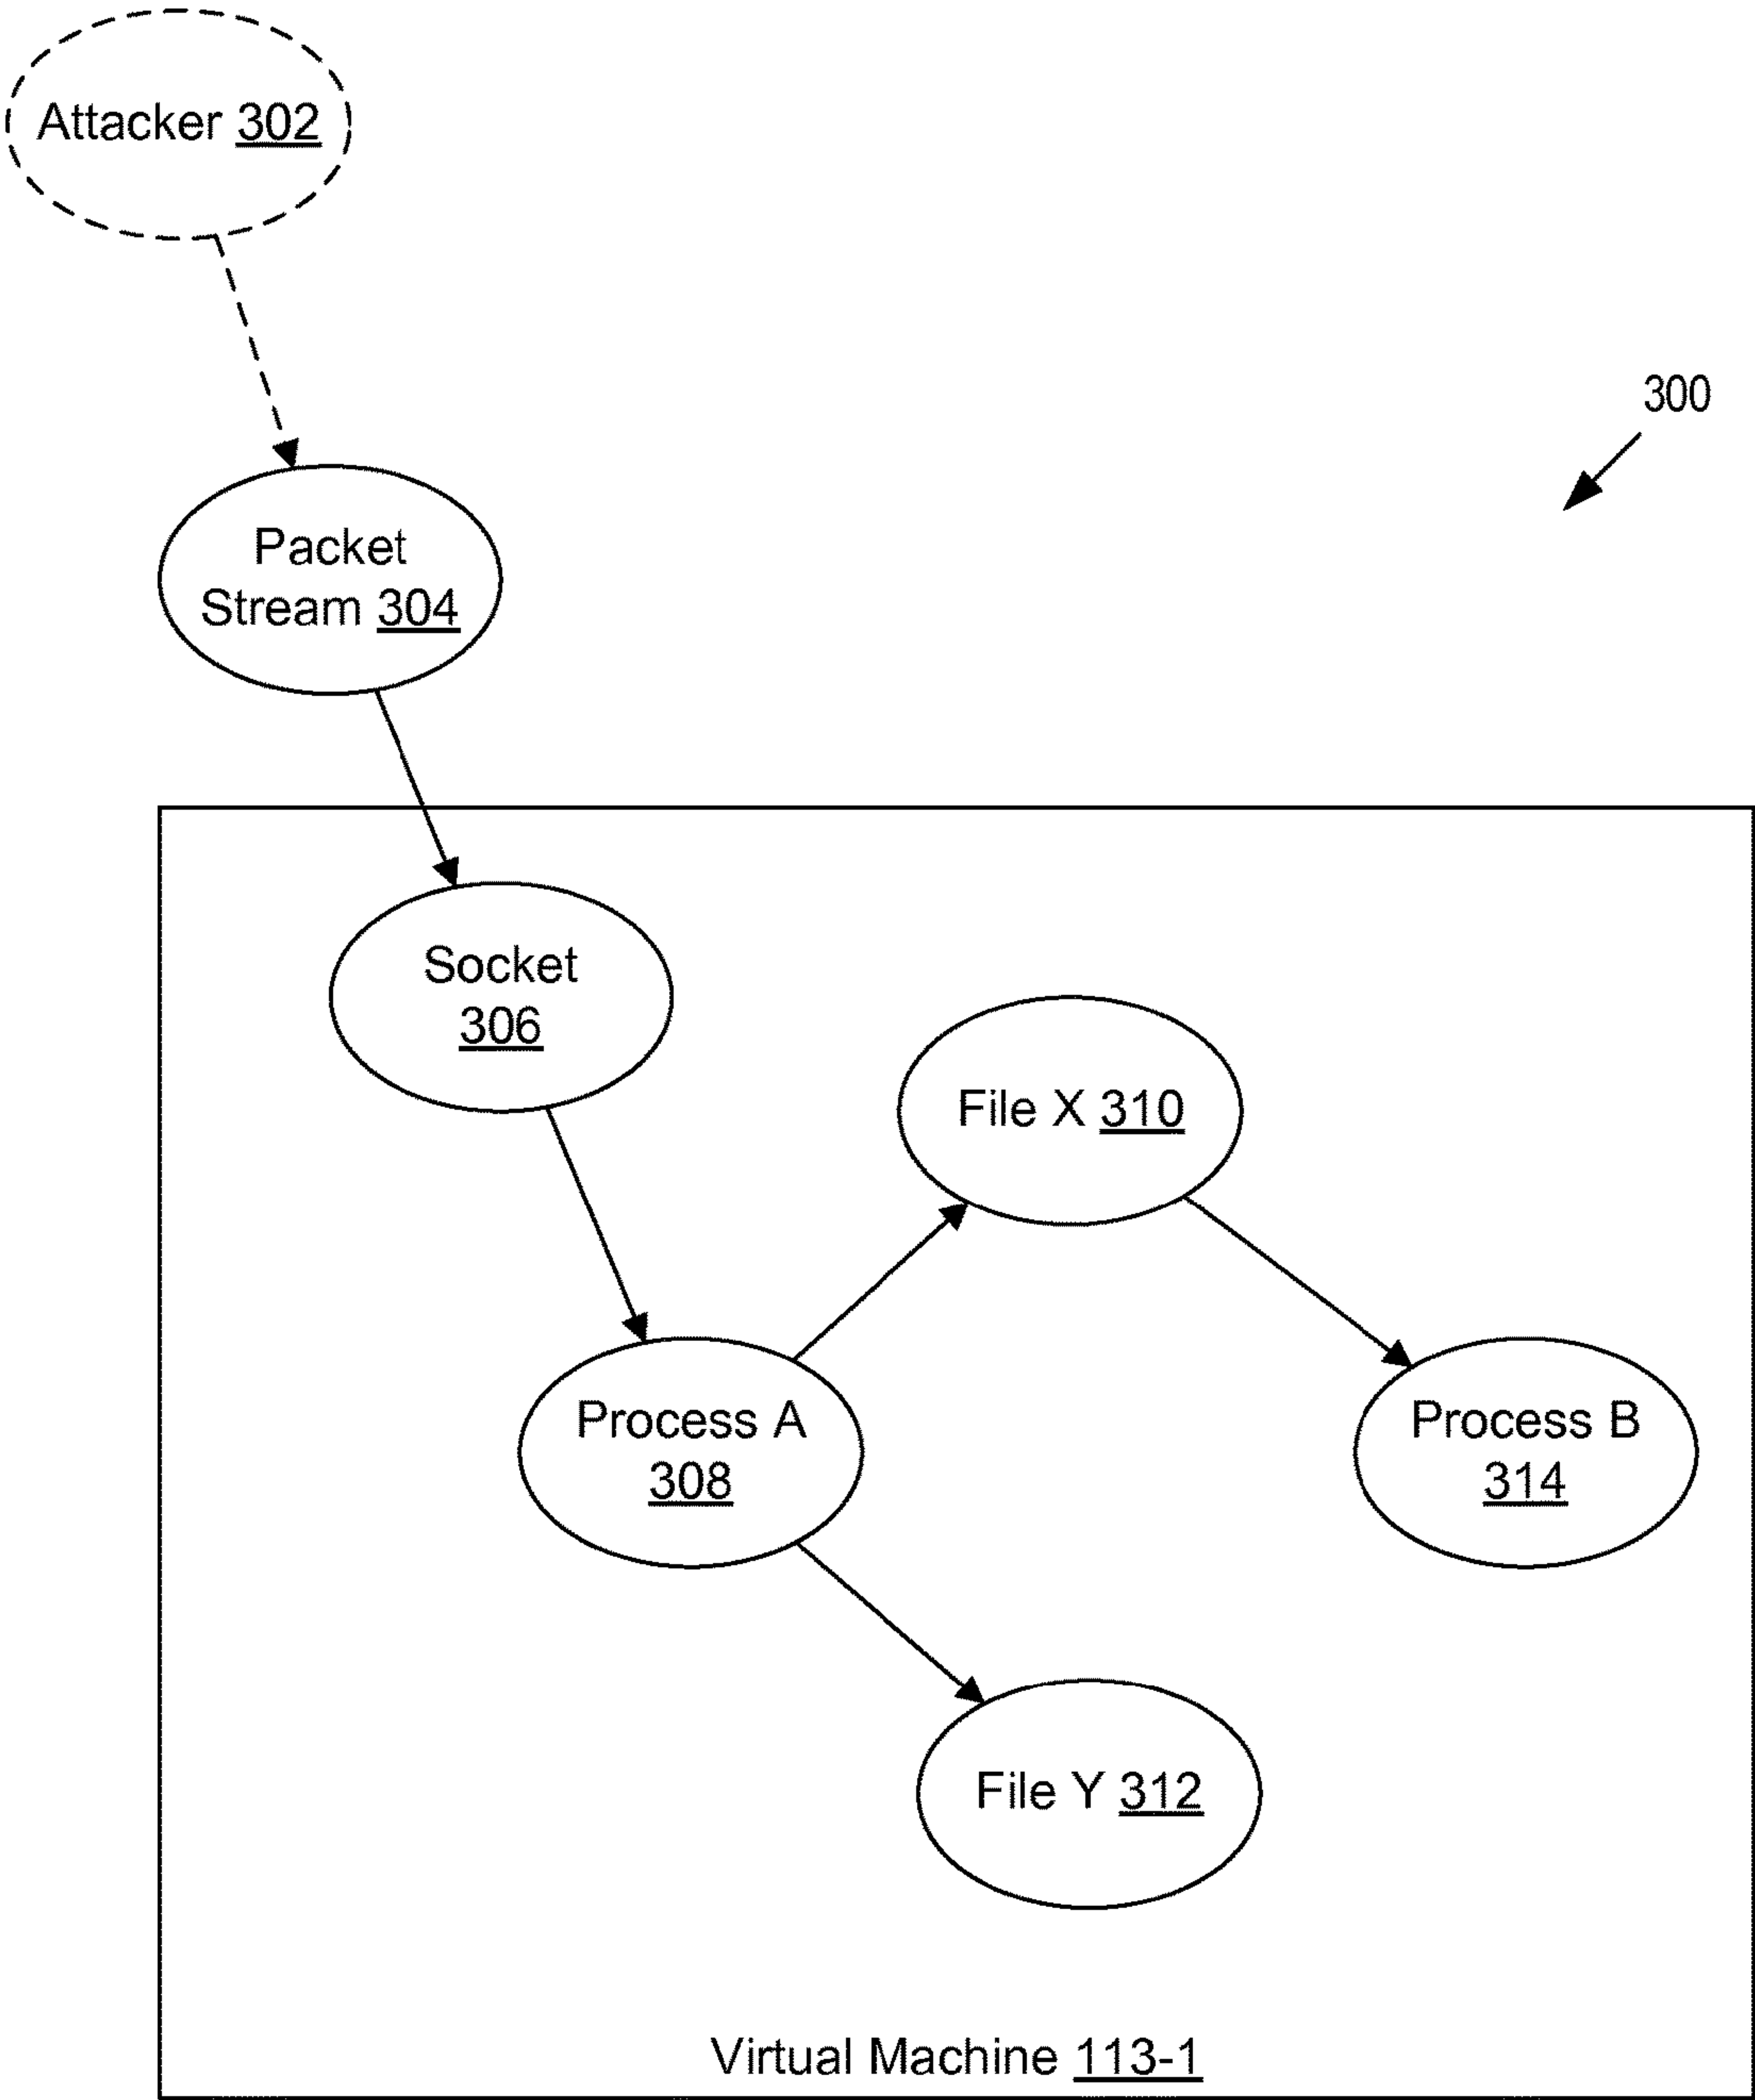 Attacker 302
300
Packet
Stream 304
Socket
306
File X 310
Process A
308
Process B
314
File Y 312
Virtual Machine 113-1